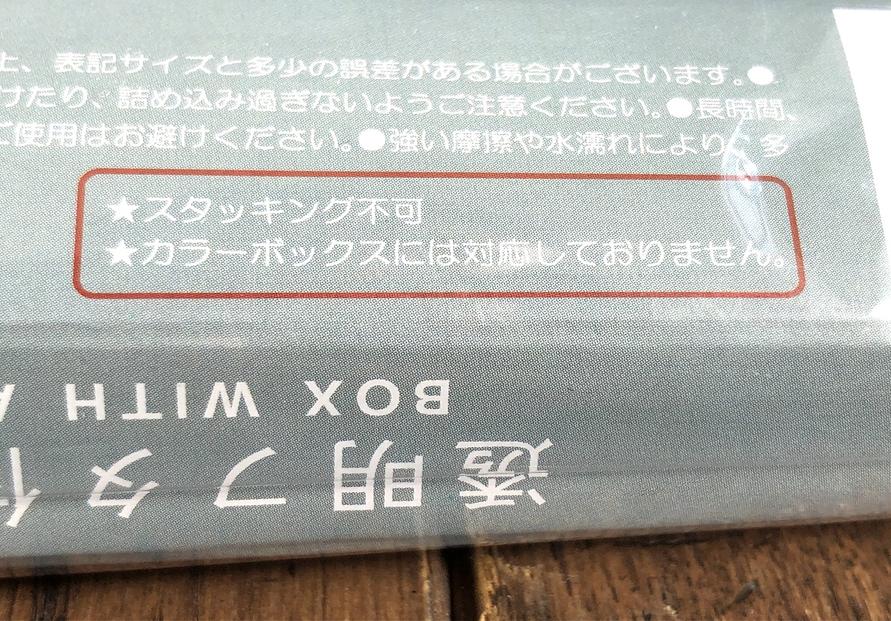 上、表記サイズと多少の誤差がある場合がございます。●
けたり、詰め込み過ぎないようご注意ください。●長時間、
ご使用はお避けください。●強い摩擦や水濡れにより、多
★スタッキング不可
★カラーボックスには対応しておりません。
BOX WITH A
透明フタ付